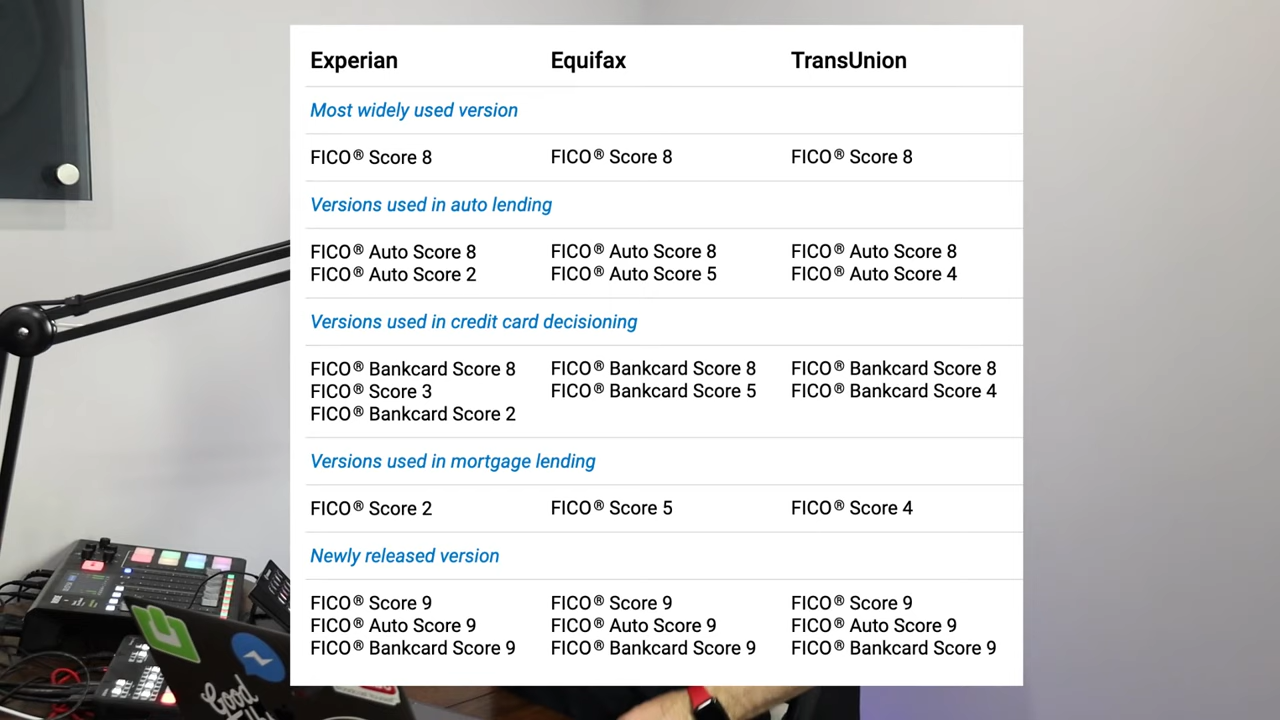 Experian Equifax TransUnion
Most widely used version
FICO® Score 8 FICO® Score 8 FICO® Score 8
Versions used in auto lending
FICO® Auto Score 8 FICO® Auto Score 8 FICO® Auto Score 8
FICO® Auto Score 2 FICO® Auto Score 5 FICO® Auto Score 4
Versions used in credit card decisioning
FICO® Bankcard Score 8 FICO® Bankcard Score 8 FICO® Bankcard Score 8
FICO® Score 3 FICO® Bankcard Score 5 FICO® Bankcard Score 4
FICO® Bankcard Score 2
Versions used in mortgage lending
FICO® Score 2 FICO® Score 5 FICO® Score 4
Newly released version
FICO® Score 9 FICO® Score 9 FICO® Score 9
FICO® Auto Score 9 FICO® Auto Score 9 FICO® Auto Score 9
FICO® Bankcard Score 9 FICO® Bankcard Score 9 FICO® Bankcard Score 9
Good